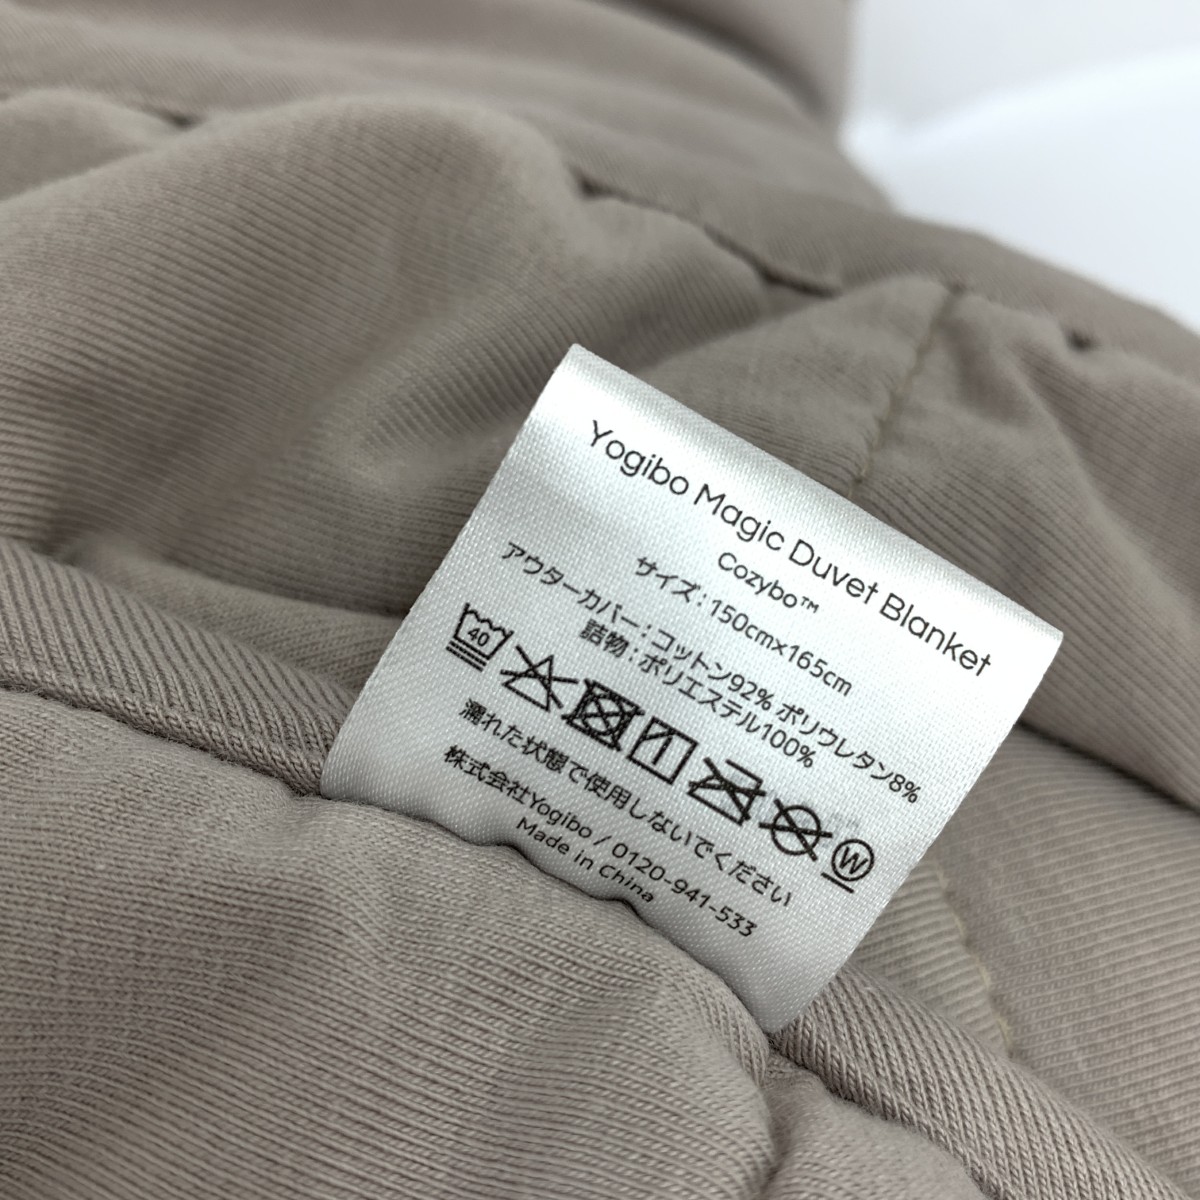 Yogibo Magic Duvet Blanket
Cozybo™
サイズ：150cm×165cm
アウターカバー：コットン92% ポリウレタン8%
詰物：ポリエステル100%
40
W
濡れた状態で使用しないでください
株式会社Yogibo / 0120-941-533
Made in China